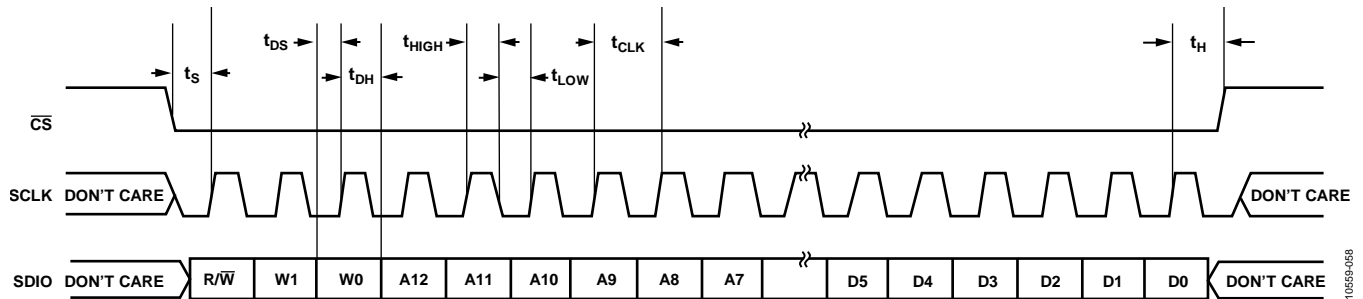 tDS tHIGH tCLK tH
tS tDH tLOW
C̅S̅
SCLK DON'T CARE DON'T CARE
SDIO DON'T CARE R/W̅ W1 W0 A12 A11 A10 A9 A8 A7 D5 D4 D3 D2 D1 D0 DON'T CARE
10559-058